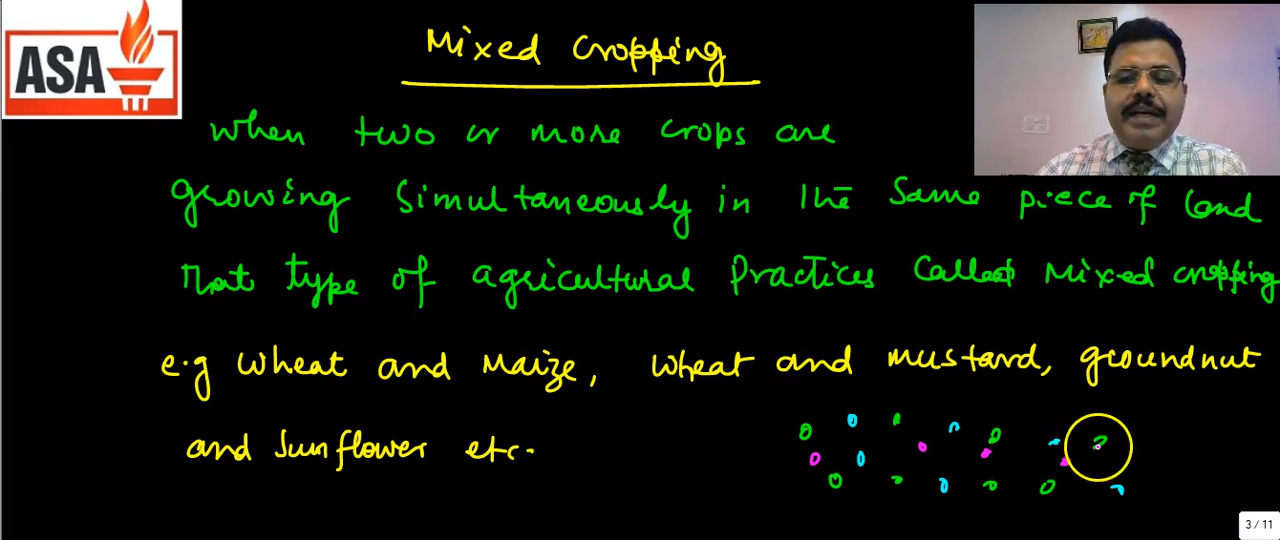 ASA
Mixed Cropping
When two or more crops are
growing simultaneously in the same piece of land
that type of agricultural Practices Called Mixed cropping
e.g wheat and Maize, wheat and mustard, groundnut
and sunflower etc.
3 / 11